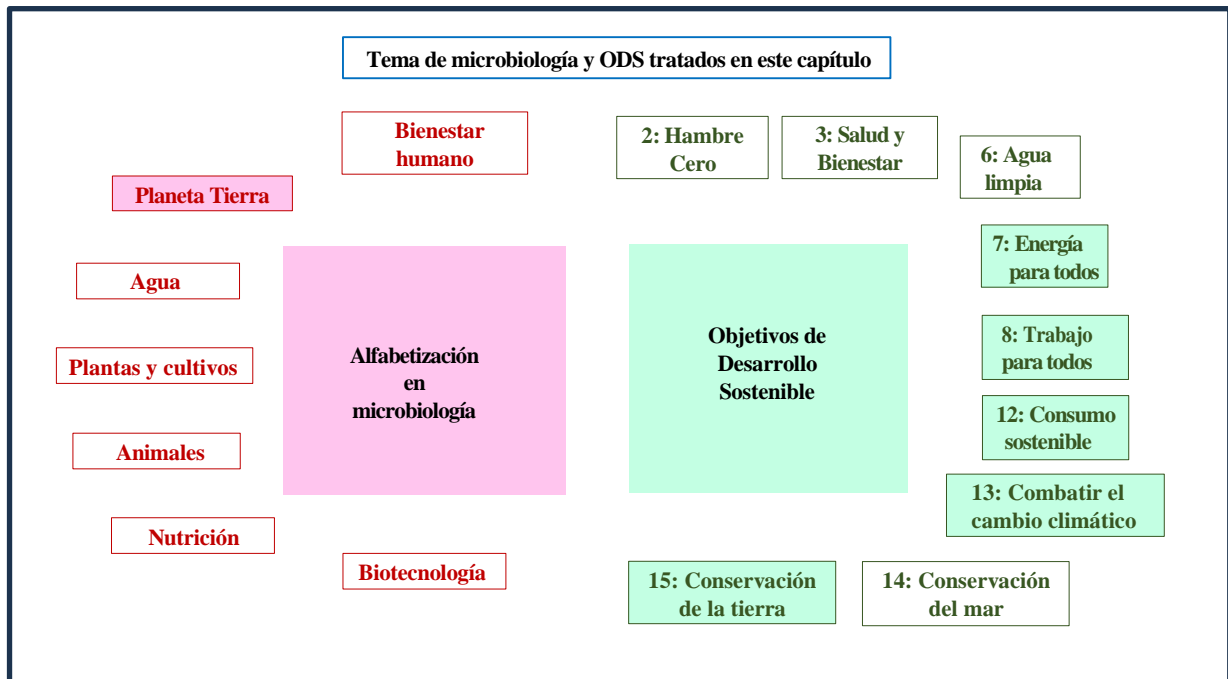 Tema de microbiología y ODS tratados en este capítulo
Bienestar
humano
Planeta Tierra
Agua
Plantas y cultivos
Animales
Nutrición
Biotecnología
Alfabetización
en
microbiología
2: Hambre
Cero
3: Salud y
Bienestar
6: Agua
limpia
7: Energía
para todos
8: Trabajo
para todos
12: Consumo
sostenible
13: Combatir el
cambio climático
14: Conservación
del mar
15: Conservación
de la tierra
Objetivos de
Desarrollo
Sostenible